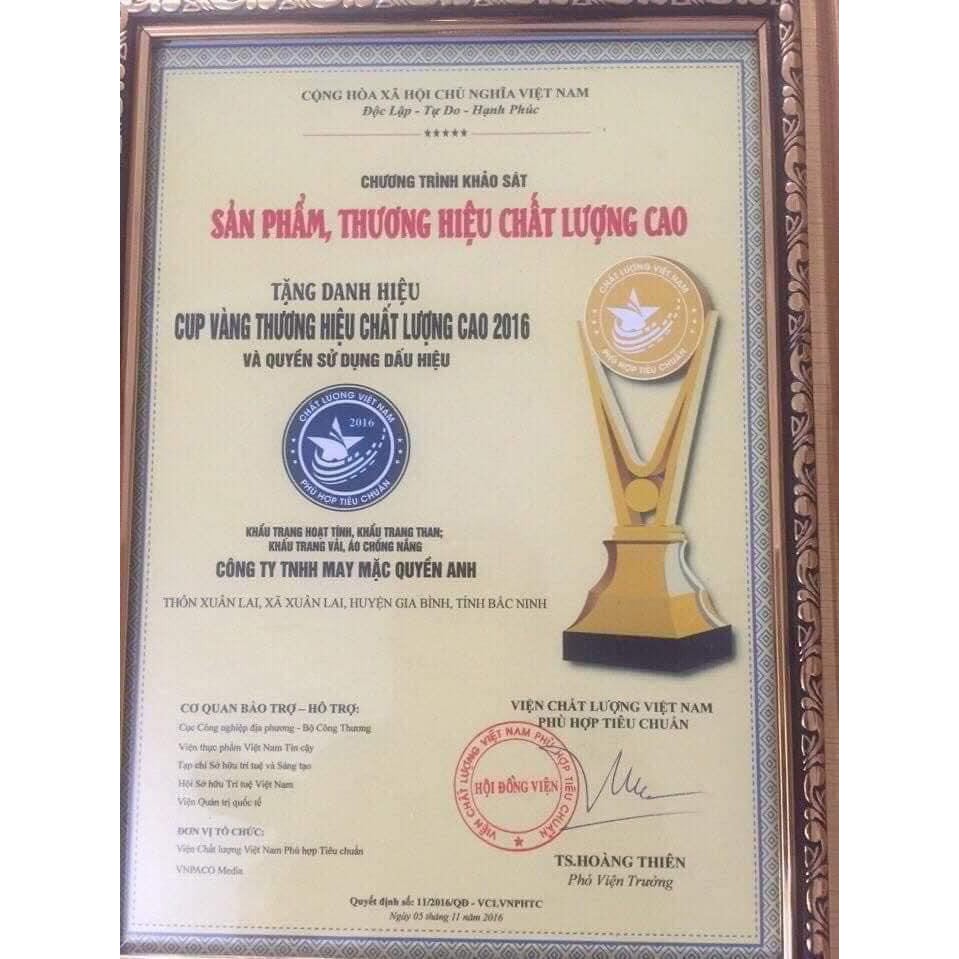 CỘNG HÒA XÃ HỘI CHỦ NGHĨA VIỆT NAM
Độc Lập - Tự Do - Hạnh Phúc
CHƯƠNG TRÌNH KHẢO SÁT
SẢN PHẨM, THƯƠNG HIỆU CHẤT LƯỢNG CAO
TẶNG DANH HIỆU
CUP VÀNG THƯƠNG HIỆU CHẤT LƯỢNG CAO 2016
VÀ QUYỀN SỬ DỤNG DẤU HIỆU
CHẤT LƯỢNG VIỆT NAM
PHÙ HỢP TIÊU CHUẨN
CHẤT LƯỢNG VIỆT NAM
2016
PHÙ HỢP TIÊU CHUẨN
KHẨU TRANG HOẠT TÍNH, KHẨU TRANG THAN;
KHẨU TRANG VẢI, ÁO CHỐNG NẮNG
CÔNG TY TNHH MAY MẶC QUYỀN ANH
THÔN XUÂN LAI, XÃ XUÂN LAI, HUYỆN GIA BÌNH, TỈNH BẮC NINH
CƠ QUAN BẢO TRỢ – HỖ TRỢ:
Cục Công nghiệp địa phương - Bộ Công Thương
Viện thực phẩm Việt Nam Tin cậy
Tạp chí Sở hữu trí tuệ và Sáng tạo
Hội Sở hữu Trí tuệ Việt Nam
Viện Quản trị quốc tế
ĐƠN VỊ TỔ CHỨC:
Viện Chất lượng Việt Nam Phù hợp Tiêu chuẩn
VNPACO Media
VIỆN CHẤT LƯỢNG VIỆT NAM
PHÙ HỢP TIÊU CHUẨN
VIỆN CHẤT LƯỢNG VIỆT NAM PHÙ HỢP TIÊU CHUẨN
HỘI ĐỒNG VIỆN
TS.HOÀNG THIÊN
Phó Viện Trưởng
Quyết định số: 11/2016/QĐ - VCLVNPHTC
Ngày 05 tháng 11 năm 2016